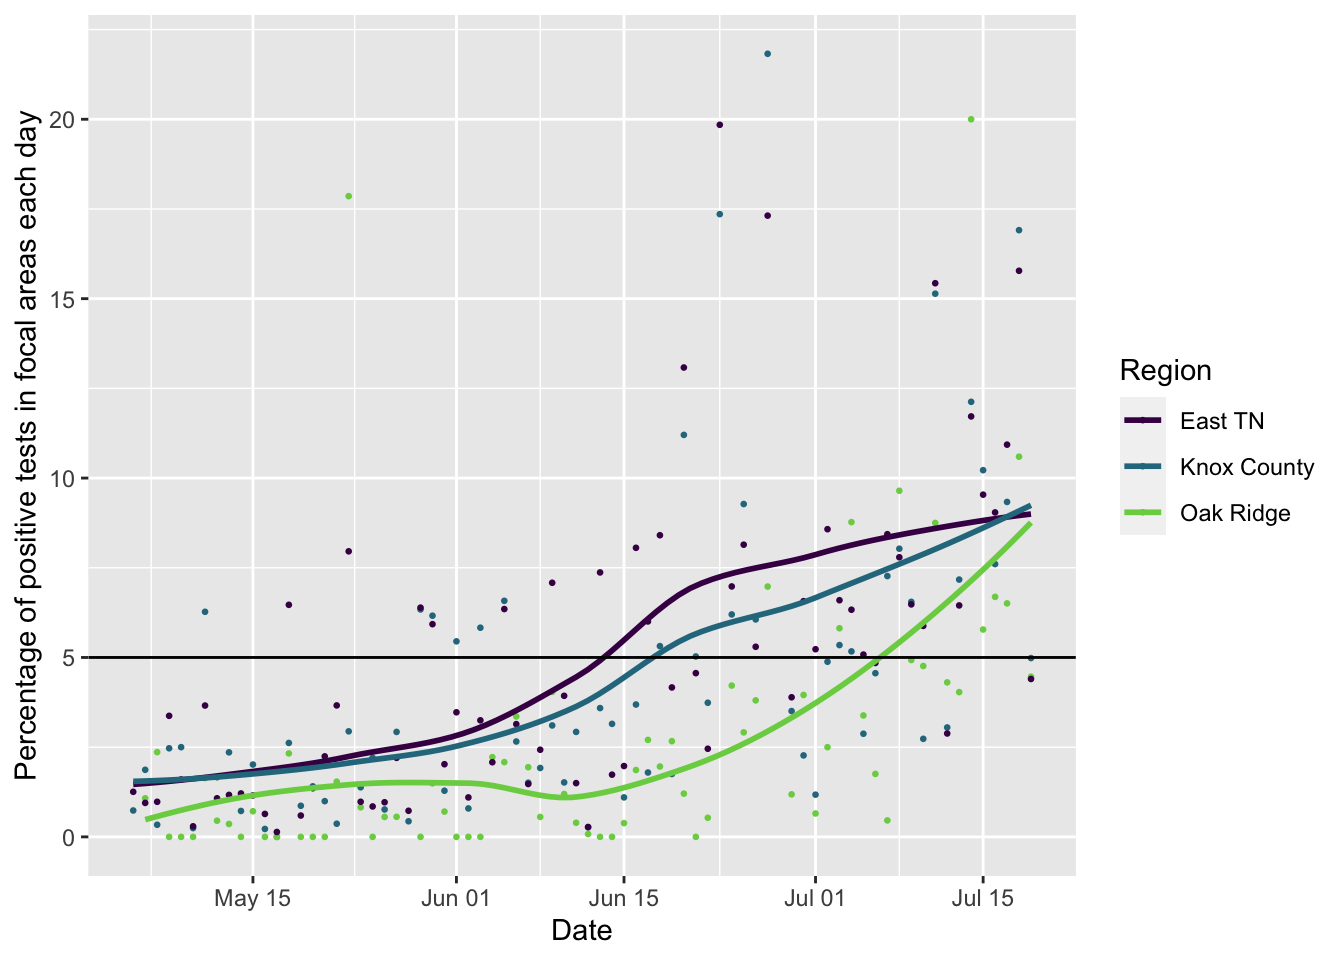 Percentage of positive tests in focal areas each day
20
15
10
5
0
May 15
Jun 01
Jun 15
Jul 01
Jul 15
Date
Region
East TN
Knox County
Oak Ridge